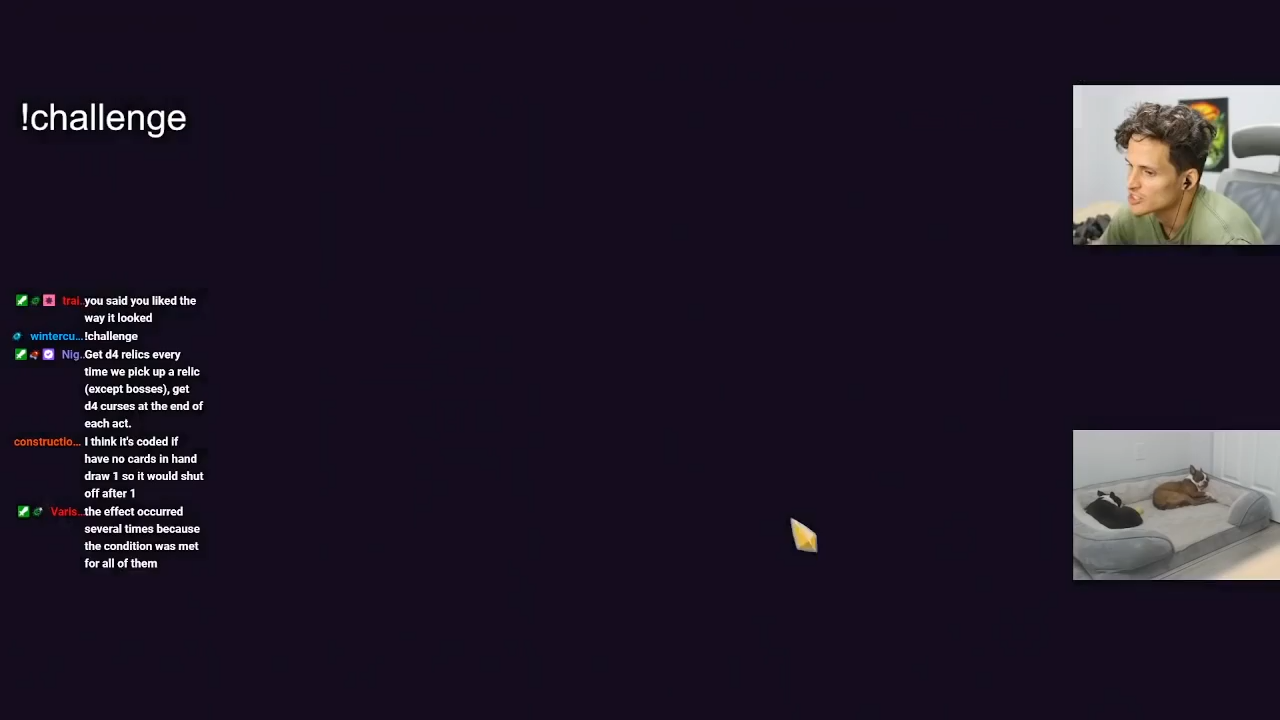 !challenge
trai... you said you liked the
way it looked
wintercu... !challenge
Nig... Get d4 relics every
time we pick up a relic
(except bosses), get
d4 curses at the end of
each act.
constructio... I think it's coded if
have no cards in hand
draw 1 so it would shut
off after 1
Varis... the effect occurred
several times because
the condition was met
for all of them